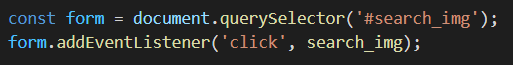 const form = document.querySelector('#search_img');
form.addEventListener('click', search_img);